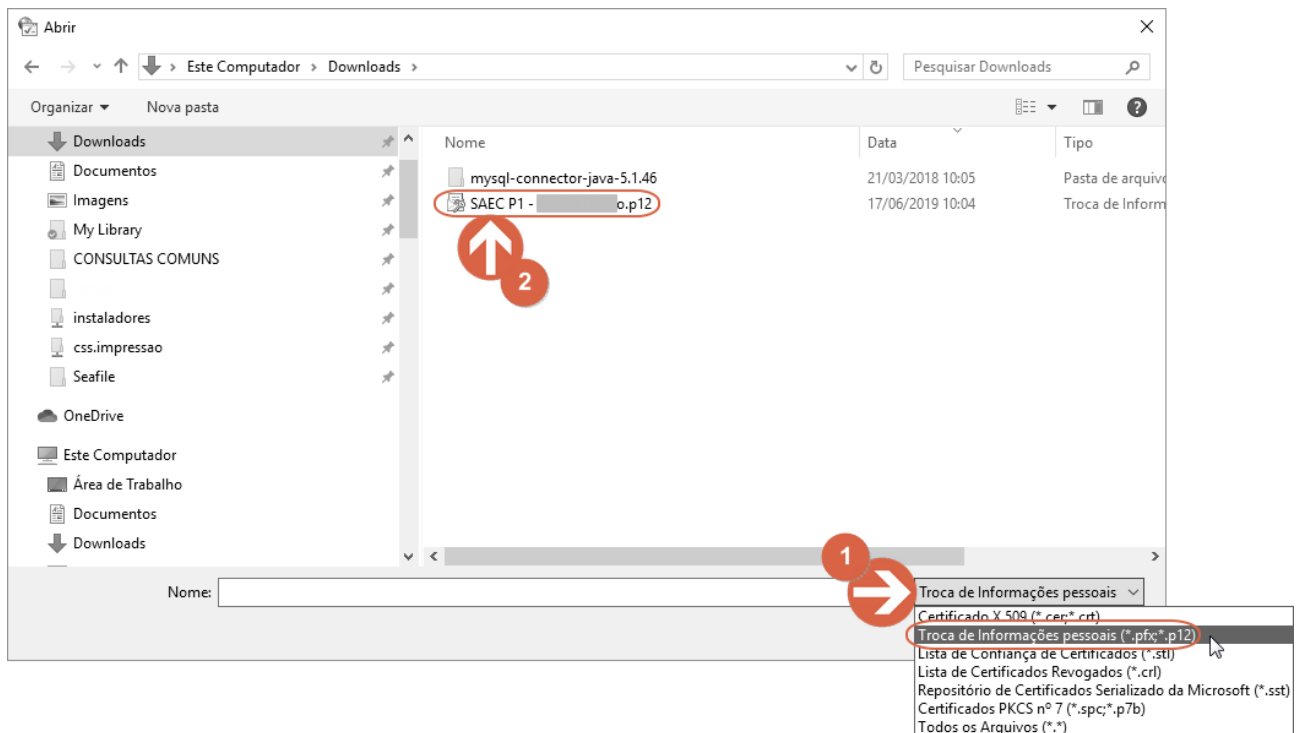 Abrir
Este Computador > Downloads >
Pesquisar Downloads
Organizar
Nova pasta
Downloads
Documentos
Imagens
My Library
CONSULTAS COMUNS
instaladores
css.impressao
Seafile
OneDrive
Este Computador
Área de Trabalho
Documentos
Downloads
Nome Data Tipo
mysql-connector-java-5.1.46 21/03/2018 10:05 Pasta de arquivo
SAEC P1 - o.p12 17/06/2019 10:04 Troca de Inform
2
1
Nome:
Troca de Informações pessoais
Certificado X.509 (*.cer;*.crt)
Troca de Informações pessoais (*.pfx;*.p12)
Lista de Confiança de Certificados (*.stl)
Lista de Certificados Revogados (*.crl)
Repositório de Certificados Serializado da Microsoft (*.sst)
Certificados PKCS nº 7 (*.spc;*.p7b)
Todos os Arquivos (*.*)